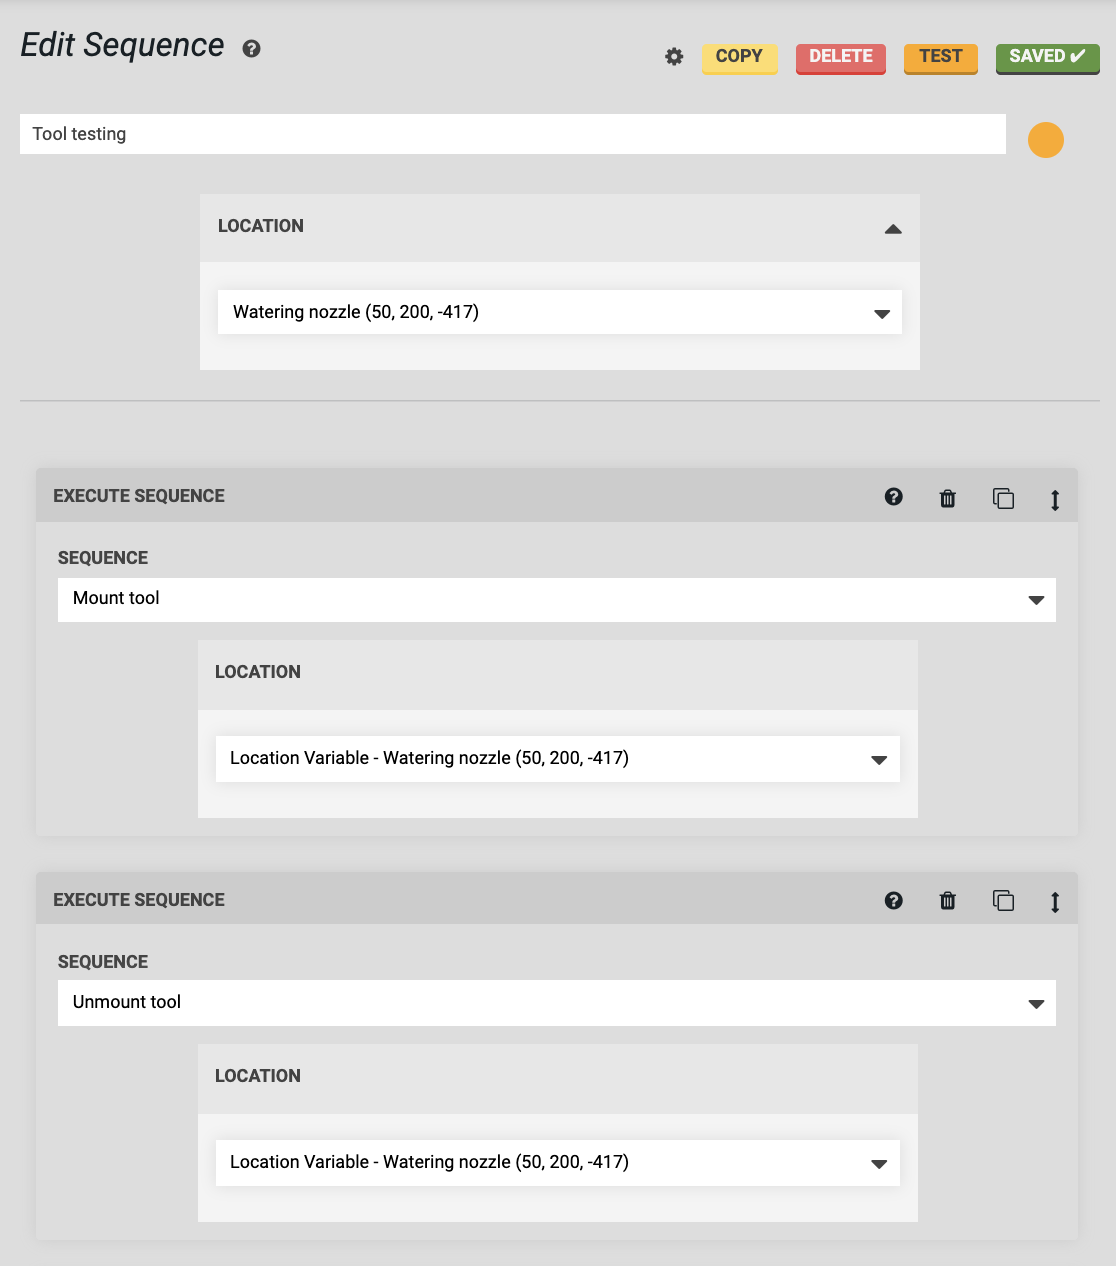 Edit Sequence
COPY
DELETE
TEST
SAVED ✔
Tool testing
LOCATION
Watering nozzle (50, 200, -417)
EXECUTE SEQUENCE
SEQUENCE
Mount tool
LOCATION
Location Variable - Watering nozzle (50, 200, -417)
EXECUTE SEQUENCE
SEQUENCE
Unmount tool
LOCATION
Location Variable - Watering nozzle (50, 200, -417)